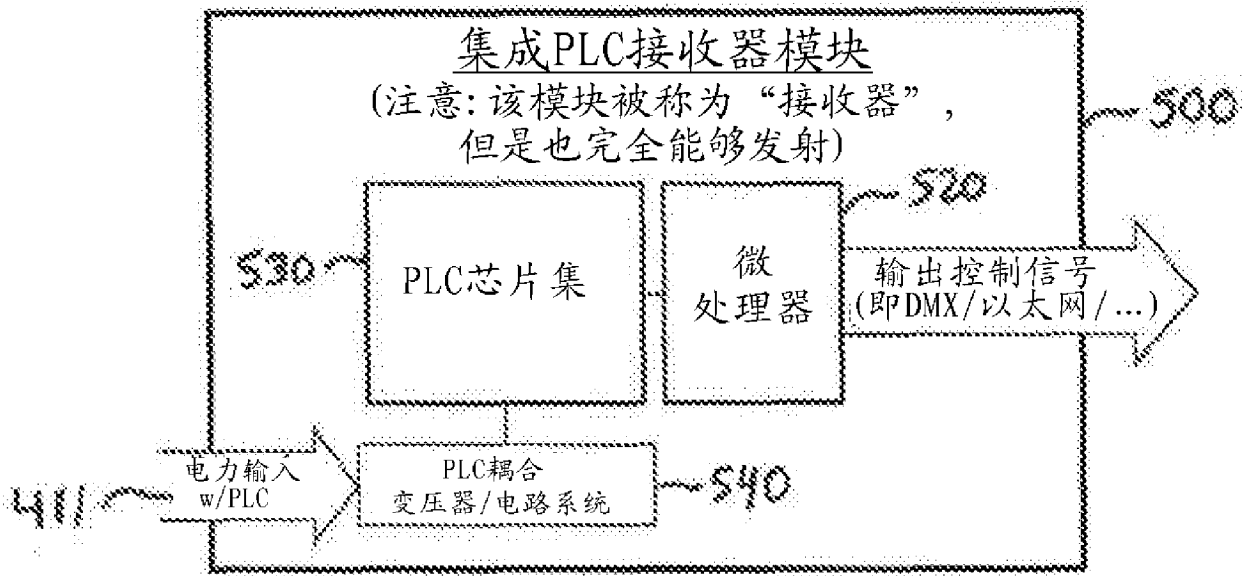 集成PLC接收器模块
(注意: 该模块被称为“接收器”,
但是也完全能够发射)
500
520
530
PLC芯片集
微
处理器
输出控制信号
(即DMX/以太网/...)
电力输入
w/PLC
411
PLC耦合
变压器/电路系统
540